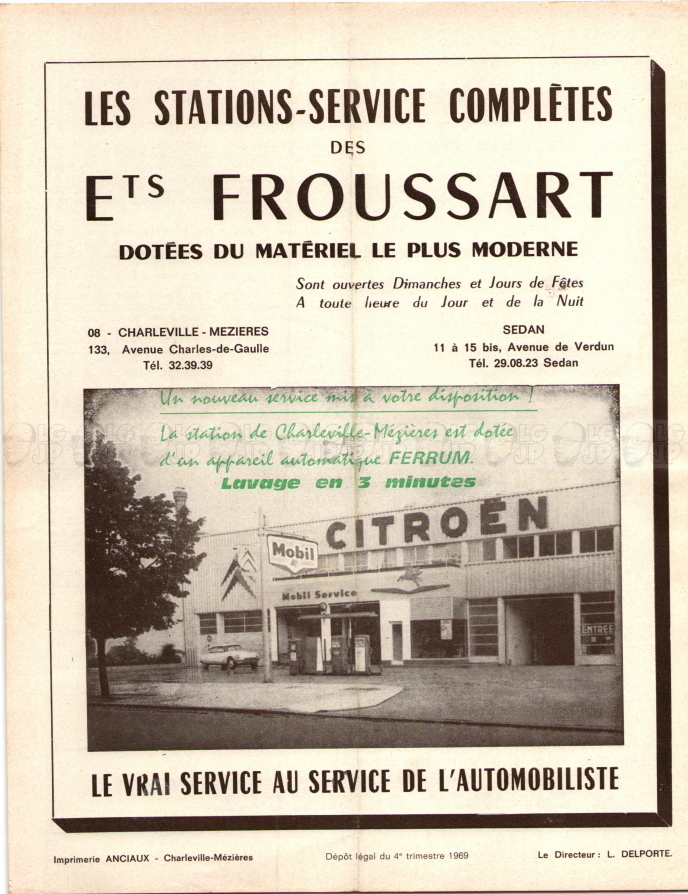 LES STATIONS-SERVICE COMPLÈTES
DES
ETS FROUSSART
DOTÉES DU MATÉRIEL LE PLUS MODERNE
Sont ouvertes Dimanches et Jours de Fêtes
A toute heure du Jour et de la Nuit
08 - CHARLEVILLE - MEZIERES
133, Avenue Charles-de-Gaulle
Tél. 32.39.39
SEDAN
11 à 15 bis, Avenue de Verdun
Tél. 29.08.23 Sedan
Un nouveau service mis à votre disposition !
La station de Charleville-Mézières est dotée
d'un appareil automatique FERRUM.
Lavage en 3 minutes
CITROËN
Mobil
Mobil Service
ENTREE
LE VRAI SERVICE AU SERVICE DE L'AUTOMOBILISTE
Imprimerie ANCIAUX - Charleville-Mézières
Dépôt légal du 4e trimestre 1969
Le Directeur : L. DELPORTE.